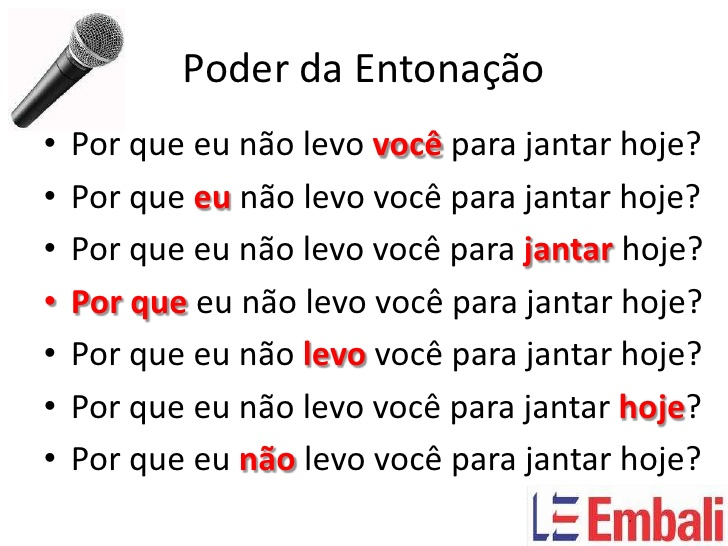 Poder da Entonação
• Por que eu não levo você para jantar hoje?
• Por que eu não levo você para jantar hoje?
• Por que eu não levo você para jantar hoje?
• Por que eu não levo você para jantar hoje?
• Por que eu não levo você para jantar hoje?
• Por que eu não levo você para jantar hoje?
• Por que eu não levo você para jantar hoje?
Embali